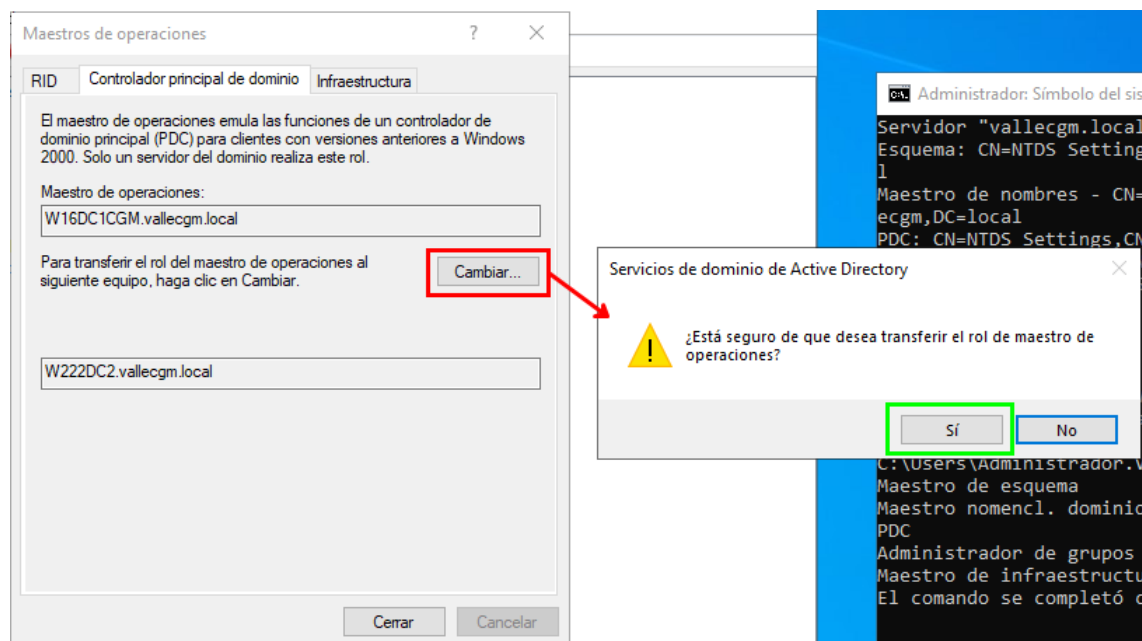 Maestros de operaciones
RID
Controlador principal de dominio
Infraestructura
El maestro de operaciones emula las funciones de un controlador de
dominio principal (PDC) para clientes con versiones anteriores a Windows
2000. Solo un servidor del dominio realiza este rol.
Maestro de operaciones:
W16DC1CGM.vallecgm.local
Para transferir el rol del maestro de operaciones al
siguiente equipo, haga clic en Cambiar.
Cambiar...
W222DC2.vallecgm.local
Cerrar
Cancelar
Administrador: Símbolo del sis
Servidor "vallecgm.local
Esquema: CN=NTDS Setting
l
Maestro de nombres - CN=
ecgm,DC=local
PDC: CN=NTDS Settings,CN
Servicios de dominio de Active Directory
¿Está seguro de que desea transferir el rol de maestro de
operaciones?
Sí
No
C:\Users\Administrador.V
Maestro de esquema
Maestro nomencl. dominio
PDC
Administrador de grupos
Maestro de infraestructu
El comando se completó c